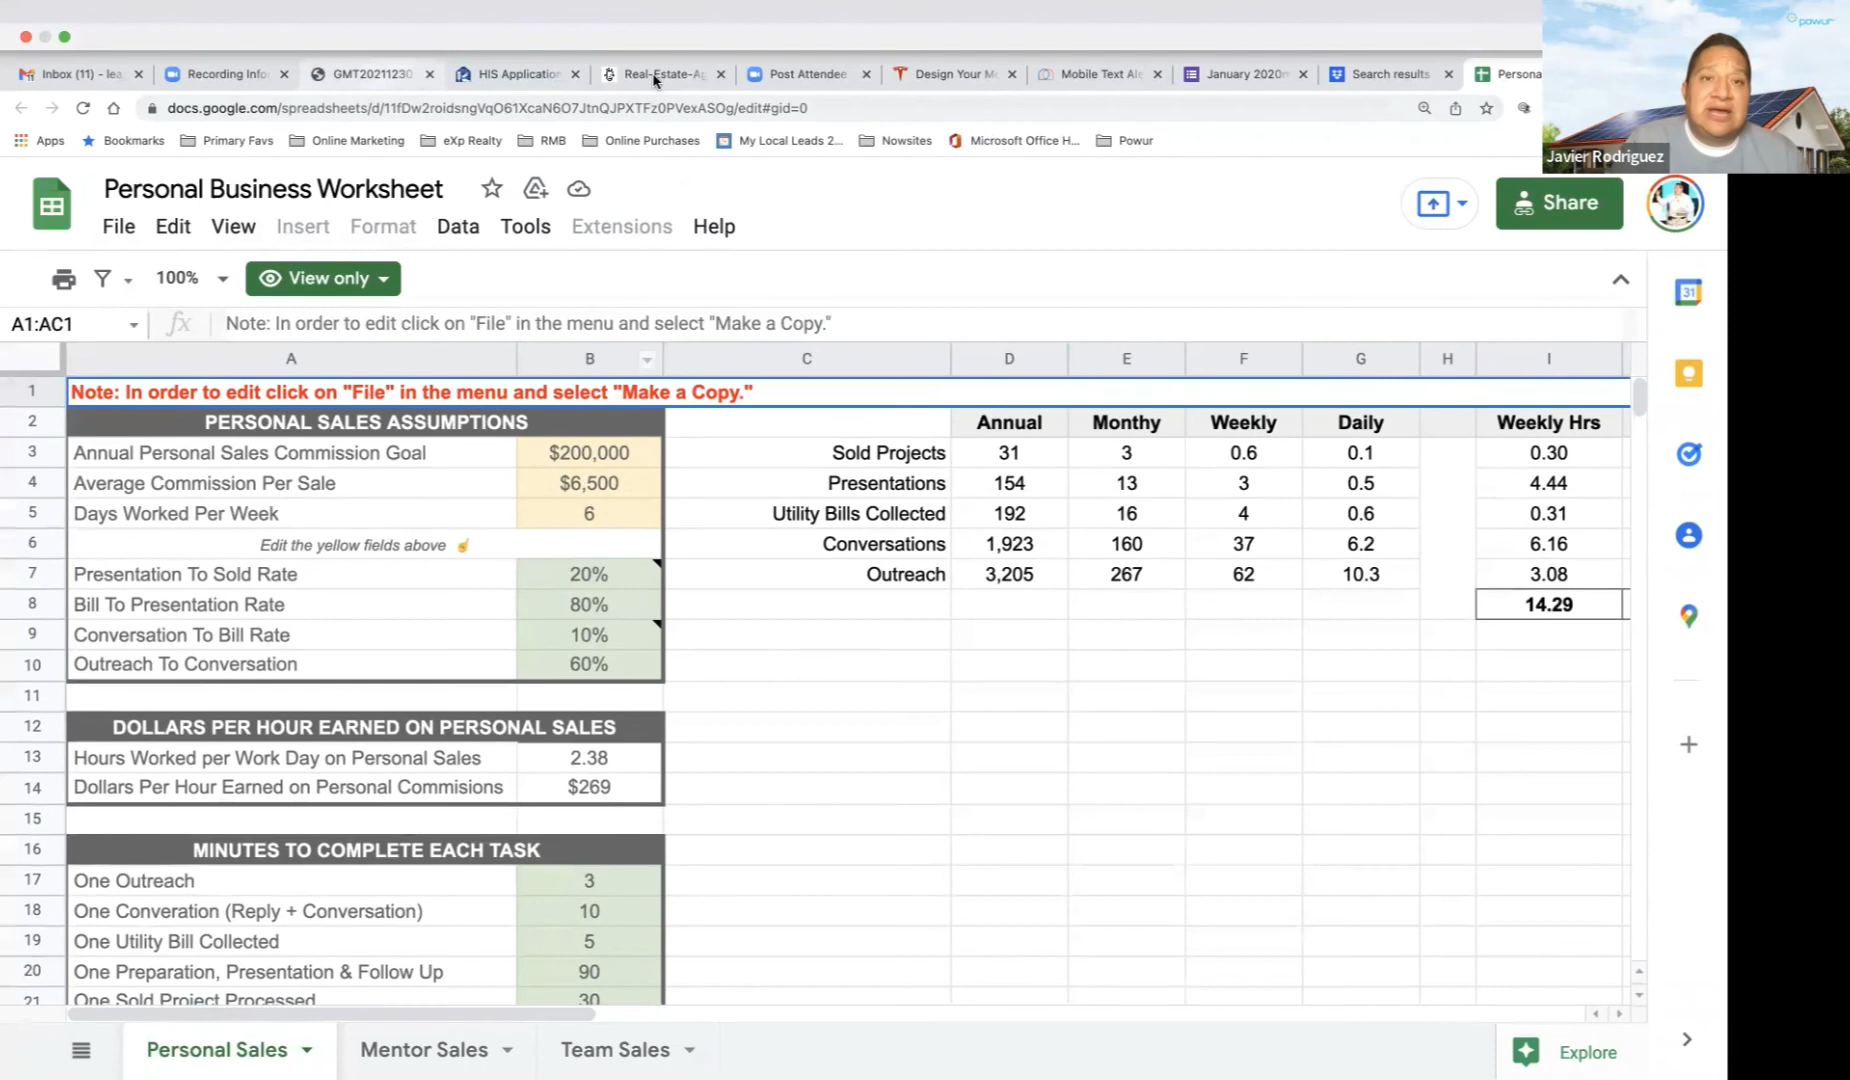 powur
Inbox (11) - lea
Recording Info
GMT20211230
HIS Application
Real-Estate-Ag
Post Attendee
Design Your Mo
Mobile Text Ale
January 2020m
Search results
Persona
docs.google.com/spreadsheets/d/11fDw2roidsngVqO61XcaN6O7JtnQJPXTFz0PVexASOg/edit#gid=0
Apps Bookmarks Primary Favs Online Marketing eXp Realty RMB Online Purchases My Local Leads 2... Nowsites Microsoft Office H... Powur
Javier Rodriguez
Personal Business Worksheet
Share
File Edit View Insert Format Data Tools Extensions Help
100% View only
31
A1:AC1 fx Note: In order to edit click on "File" in the menu and select "Make a Copy."
A B C D E F G H I
1 Note: In order to edit click on "File" in the menu and select "Make a Copy."
2 PERSONAL SALES ASSUMPTIONS Annual Monthy Weekly Daily Weekly Hrs
3 Annual Personal Sales Commission Goal $200,000 Sold Projects 31 3 0.6 0.1 0.30
4 Average Commission Per Sale $6,500 Presentations 154 13 3 0.5 4.44
5 Days Worked Per Week 6 Utility Bills Collected 192 16 4 0.6 0.31
6 Edit the yellow fields above ☝ Conversations 1,923 160 37 6.2 6.16
7 Presentation To Sold Rate 20% Outreach 3,205 267 62 10.3 3.08
8 Bill To Presentation Rate 80% 14.29
9 Conversation To Bill Rate 10%
10 Outreach To Conversation 60%
11
12 DOLLARS PER HOUR EARNED ON PERSONAL SALES
13 Hours Worked per Work Day on Personal Sales 2.38
14 Dollars Per Hour Earned on Personal Commisions $269
15
16 MINUTES TO COMPLETE EACH TASK
17 One Outreach 3
18 One Converation (Reply + Conversation) 10
19 One Utility Bill Collected 5
20 One Preparation, Presentation & Follow Up 90
21 One Sold Project Processed 30
Personal Sales Mentor Sales Team Sales Explore